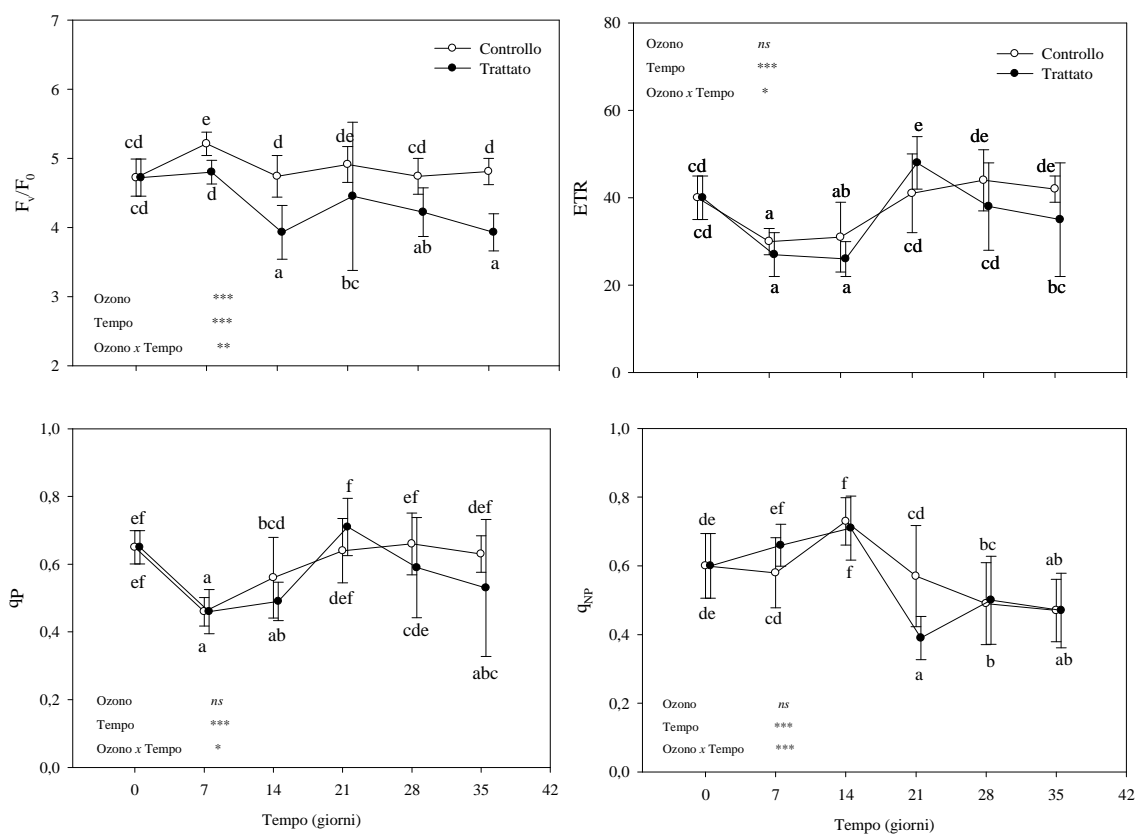 7
6
5
4
3
2
Fv/F0
Controllo
Trattato
cd
e
d
de
cd
d
cd
d
a
bc
ab
a
Ozono ***
Tempo ***
Ozono x Tempo **
80
60
40
20
0
ETR
Ozono ns
Tempo ***
Ozono x Tempo *
Controllo
Trattato
cd
a
ab
e
de
de
cd
a
a
cd
cd
bc
1,0
0,8
0,6
0,4
0,2
0,0
qP
ef
a
bcd
f
ef
def
ef
a
ab
def
cde
abc
Ozono ns
Tempo ***
Ozono x Tempo *
0 7 14 21 28 35 42
Tempo (giorni)
1,0
0,8
0,6
0,4
0,2
0,0
qNP
de
ef
f
cd
bc
ab
de
cd
f
a
b
ab
Ozono ns
Tempo ***
Ozono x Tempo ***
0 7 14 21 28 35 42
Tempo (giorni)